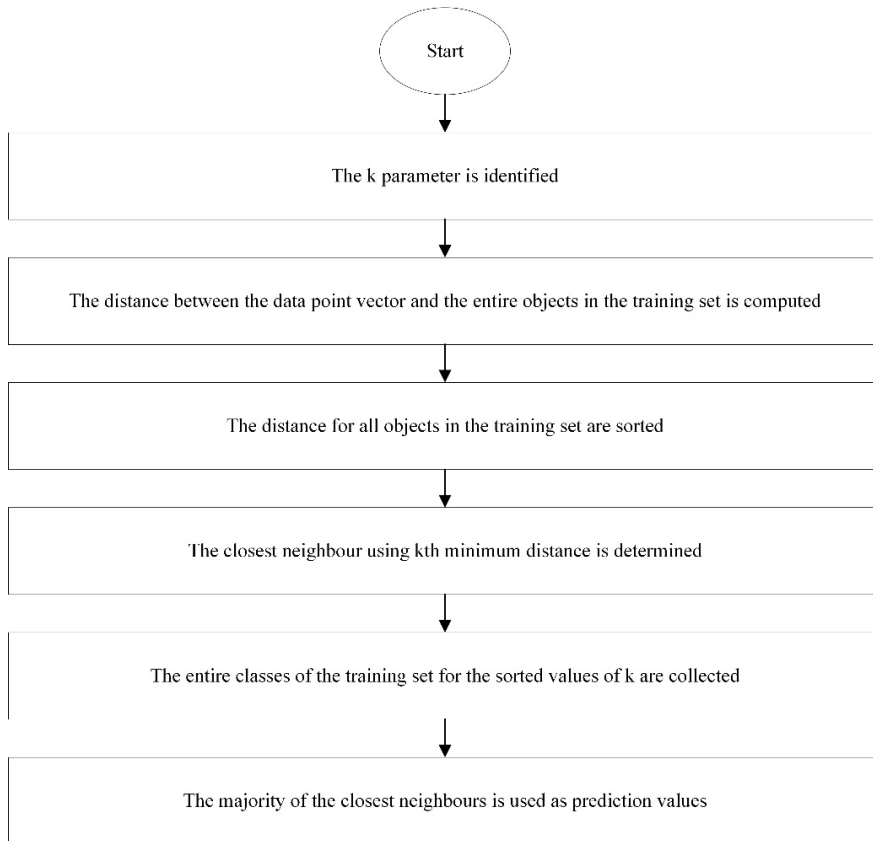 Start
The k parameter is identified
The distance between the data point vector and the entire objects in the training set is computed
The distance for all objects in the training set are sorted
The closest neighbour using kth minimum distance is determined
The entire classes of the training set for the sorted values of k are collected
The majority of the closest neighbours is used as prediction values